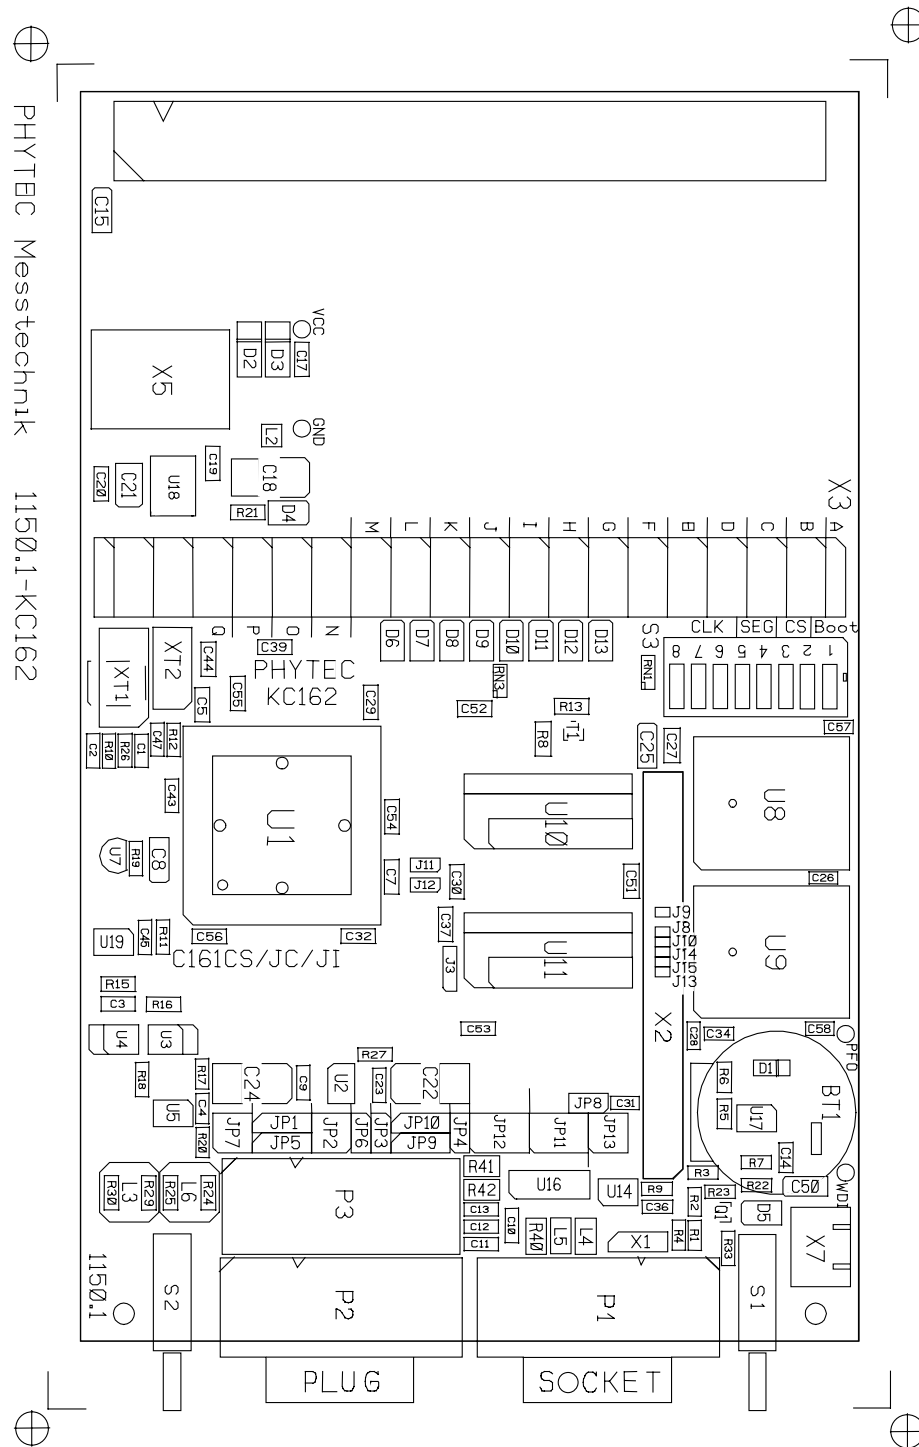 PHYTEC Messtechnik 1150.1-KC162
C15
VCC
X5
D2
D3
C17
GND
L2
C20
C21
U18
C19
C18
R21
D4
X3
M
L
K
J
I
H
G
F
E
D
C
B
A
Q
P
O
N
D6
D7
D8
D9
D10
D11
D12
D13
S3
CLK
SEG
CS
Boot
8
7
6
5
4
3
2
1
XT1
XT2
C44
C39
PHYTEC
KC162
C55
C5
C29
RN3
C52
R13
RN1
T1
R8
C25
C27
C57
C2
R10
R26
C1
C47
R12
C43
U1
C54
U10
U8
U7
R19
C8
C7
J11
J12
C30
C51
C26
U19
C45
R11
C56
C32
C161CS/JC/JI
C37
J3
U11
J9
J8
J10
J14
J15
J13
U9
R15
C3
R16
X2
U4
U3
C53
C28
C34
C58
PFO
R27
R18
R17
C24
C9
U2
C23
C22
R6
D1
BT1
U5
C4
R20
JP7
JP1
JP5
JP2
JP6
JP3
JP10
JP9
JP4
JP12
JP11
JP8
JP13
C31
R5
U17
R41
R42
C13
C12
C11
C10
U16
U14
R9
C36
R3
R7
C14
R22
R23
C50
WDI
R30
L3
R29
R25
L6
R24
P3
R40
L5
L4
X1
R4
R2
R1
Q1
D5
R33
X7
1150.1
S2
P2
P1
S1
PLUG
SOCKET